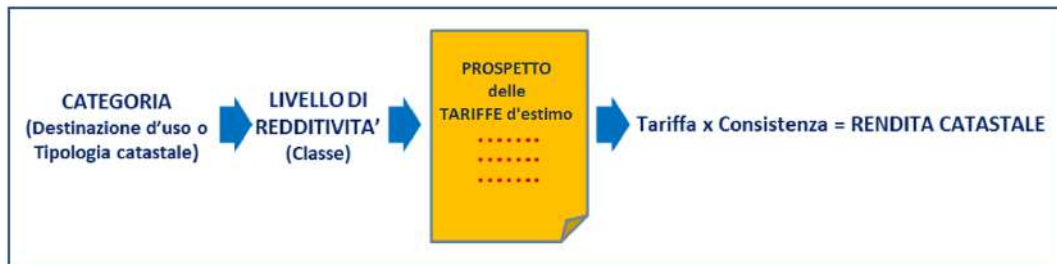 CATEGORIA
(Destinazione d'uso o
Tipologia catastale)
LIVELLO DI
REDDITIVITA'
(Classe)
PROSPETTO
delle
TARIFFE d'estimo
.......
.......
.......
Tariffa x Consistenza = RENDITA CATASTALE